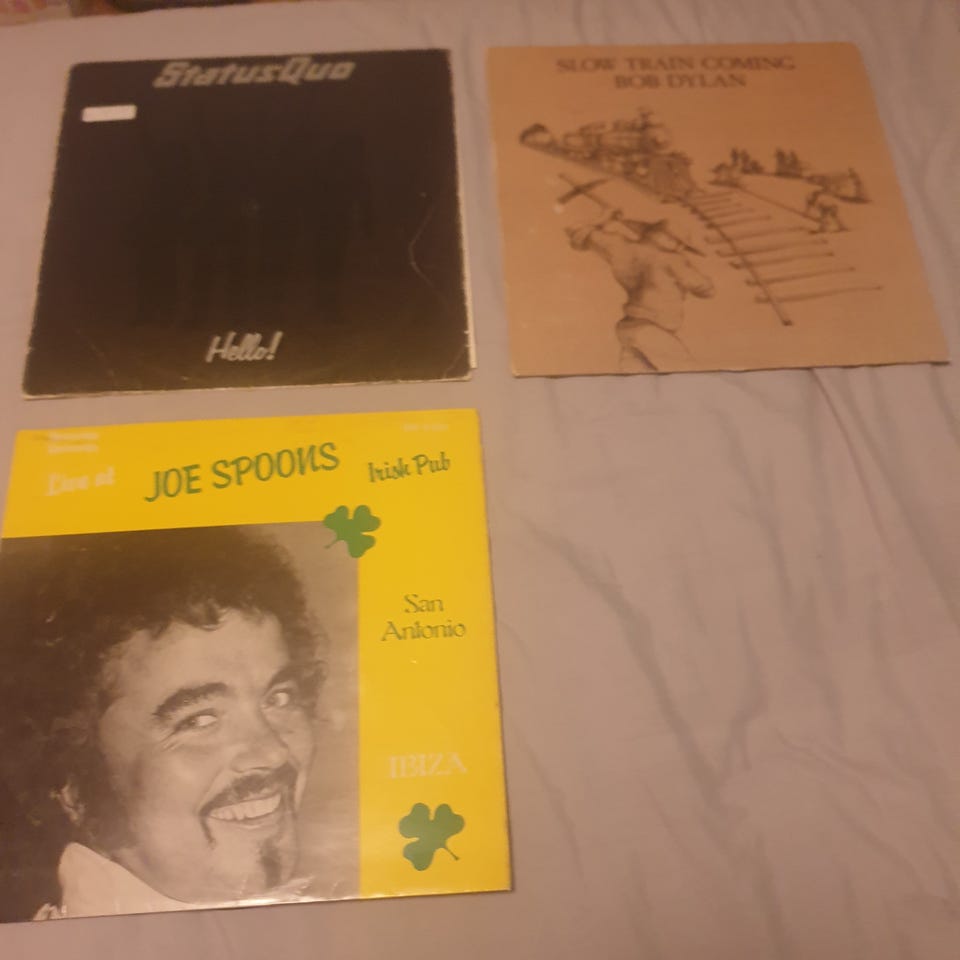 StatusQuo
Hello!
SLOW TRAIN COMING
BOB DYLAN
Live at
JOE SPOONS
Irish Pub
San
Antonio
IBIZA